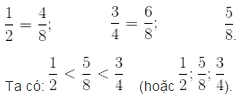 1/2 = 4/8; 3/4 = 6/8; 5/8.
Ta có: 1/2 < 5/8 < 3/4 (hoặc 1/2; 5/8; 3/4).